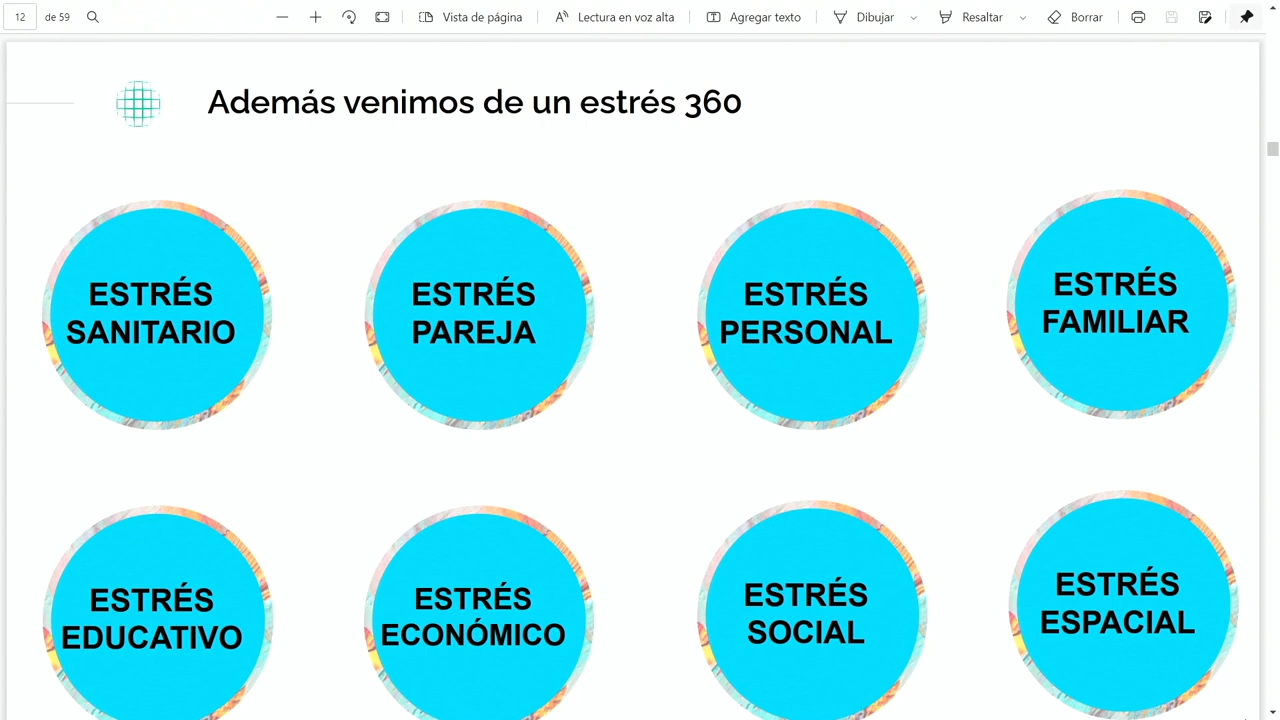 12 de 59 Vista de página Lectura en voz alta Agregar texto Dibujar Resaltar Borrar
Además venimos de un estrés 360
ESTRÉS
SANITARIO
ESTRÉS
PAREJA
ESTRÉS
PERSONAL
ESTRÉS
FAMILIAR
ESTRÉS
EDUCATIVO
ESTRÉS
ECONÓMICO
ESTRÉS
SOCIAL
ESTRÉS
ESPACIAL